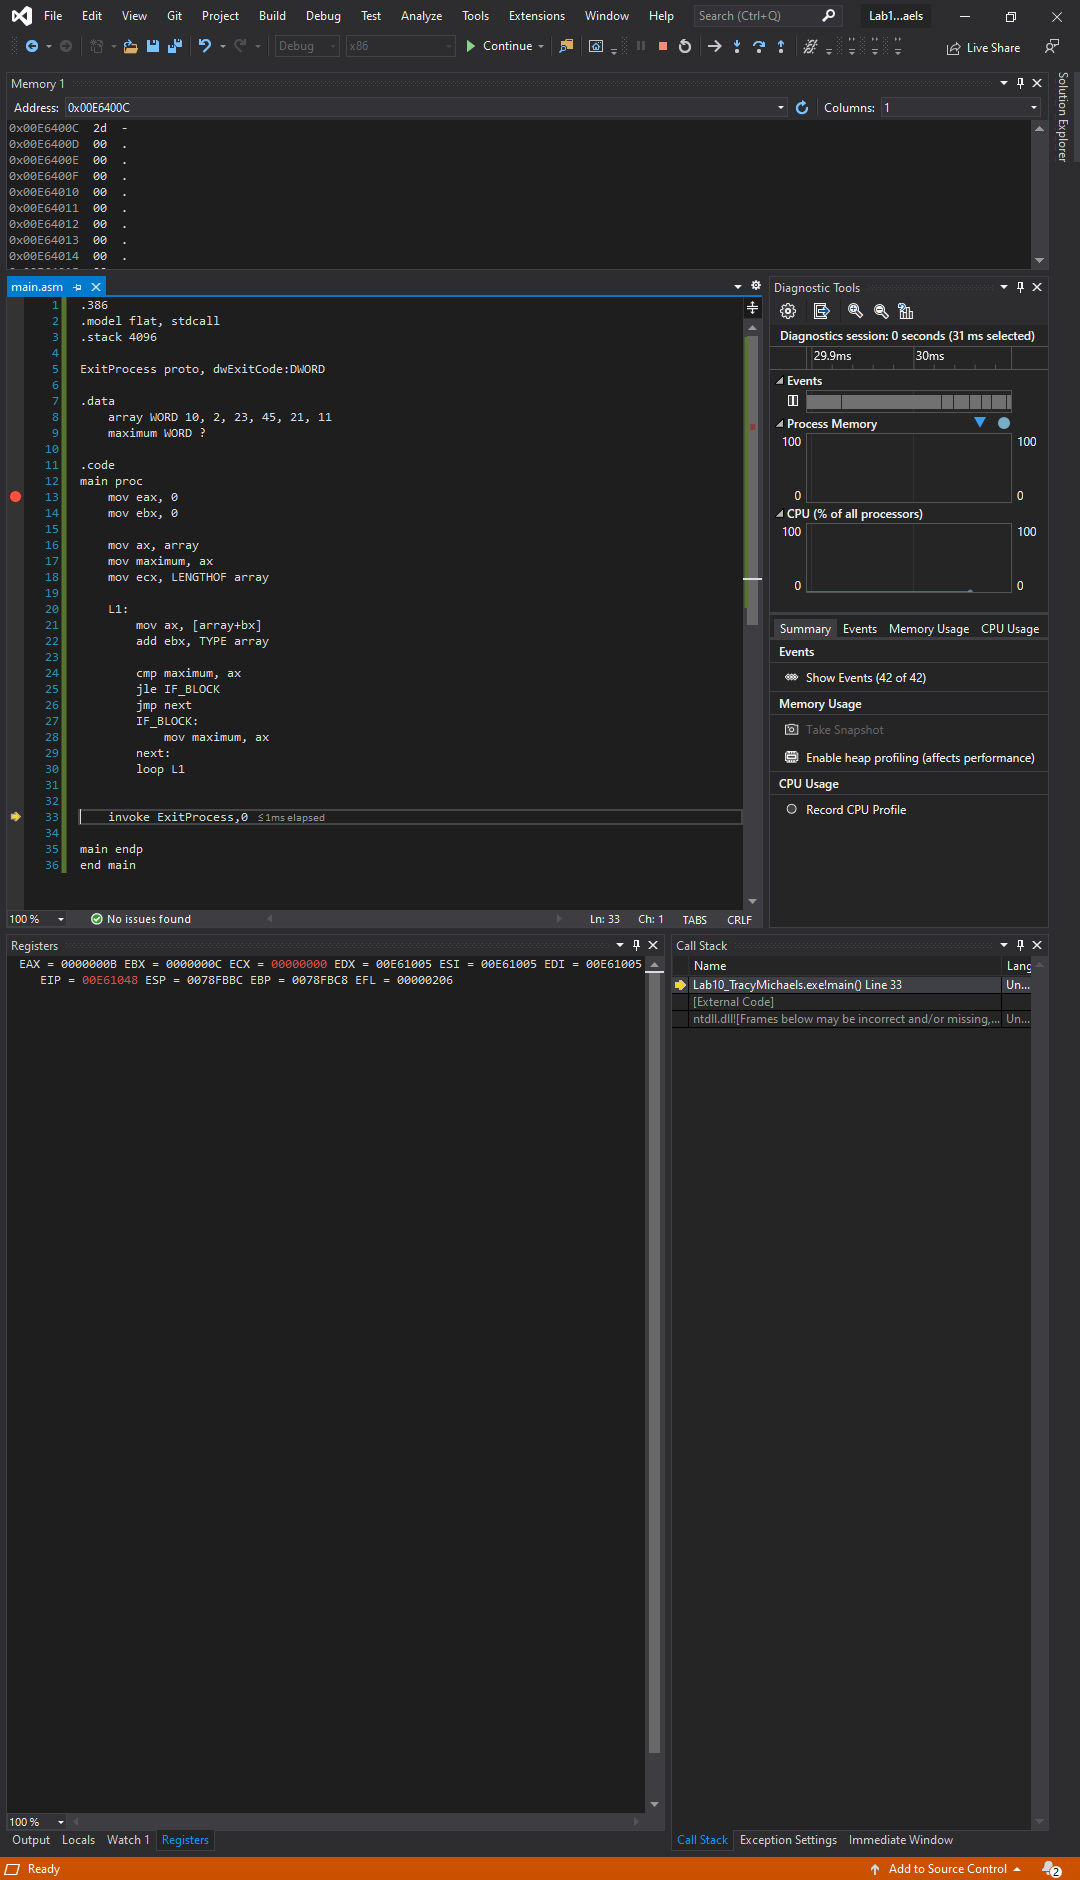 File Edit View Git Project Build Debug Test Analyze Tools Extensions Window Help Search (Ctrl+Q) Lab1...aels
Debug x86 Continue Live Share
Memory 1
Address: 0x00E6400C Columns: 1
0x00E6400C 2d -
0x00E6400D 00 .
0x00E6400E 00 .
0x00E6400F 00 .
0x00E64010 00 .
0x00E64011 00 .
0x00E64012 00 .
0x00E64013 00 .
0x00E64014 00 .
Solution Explorer
main.asm
1 .386
2 .model flat, stdcall
3 .stack 4096
4
5 ExitProcess proto, dwExitCode:DWORD
6
7 .data
8 array WORD 10, 2, 23, 45, 21, 11
9 maximum WORD ?
10
11 .code
12 main proc
13 mov eax, 0
14 mov ebx, 0
15
16 mov ax, array
17 mov maximum, ax
18 mov ecx, LENGTHOF array
19
20 L1:
21 mov ax, [array+bx]
22 add ebx, TYPE array
23
24 cmp maximum, ax
25 jle IF_BLOCK
26 jmp next
27 IF_BLOCK:
28 mov maximum, ax
29 next:
30 loop L1
31
32
33 invoke ExitProcess,0 ≤1ms elapsed
34
35 main endp
36 end main
100 % No issues found Ln: 33 Ch: 1 TABS CRLF
Diagnostic Tools
Diagnostics session: 0 seconds (31 ms selected)
29.9ms 30ms
Events
Process Memory
100 100
0 0
CPU (% of all processors)
100 100
0 0
Summary Events Memory Usage CPU Usage
Events
Show Events (42 of 42)
Memory Usage
Take Snapshot
Enable heap profiling (affects performance)
CPU Usage
Record CPU Profile
Registers
EAX = 0000000B EBX = 0000000C ECX = 00000000 EDX = 00E61005 ESI = 00E61005 EDI = 00E61005
EIP = 00E61048 ESP = 0078FBBC EBP = 0078FBC8 EFL = 00000206
100 %
Output Locals Watch 1 Registers
Call Stack
Name Lang
Lab10_TracyMichaels.exe!main() Line 33 Un...
[External Code]
ntdll.dll![Frames below may be incorrect and/or missing,... Un...
Call Stack Exception Settings Immediate Window
Ready Add to Source Control 2